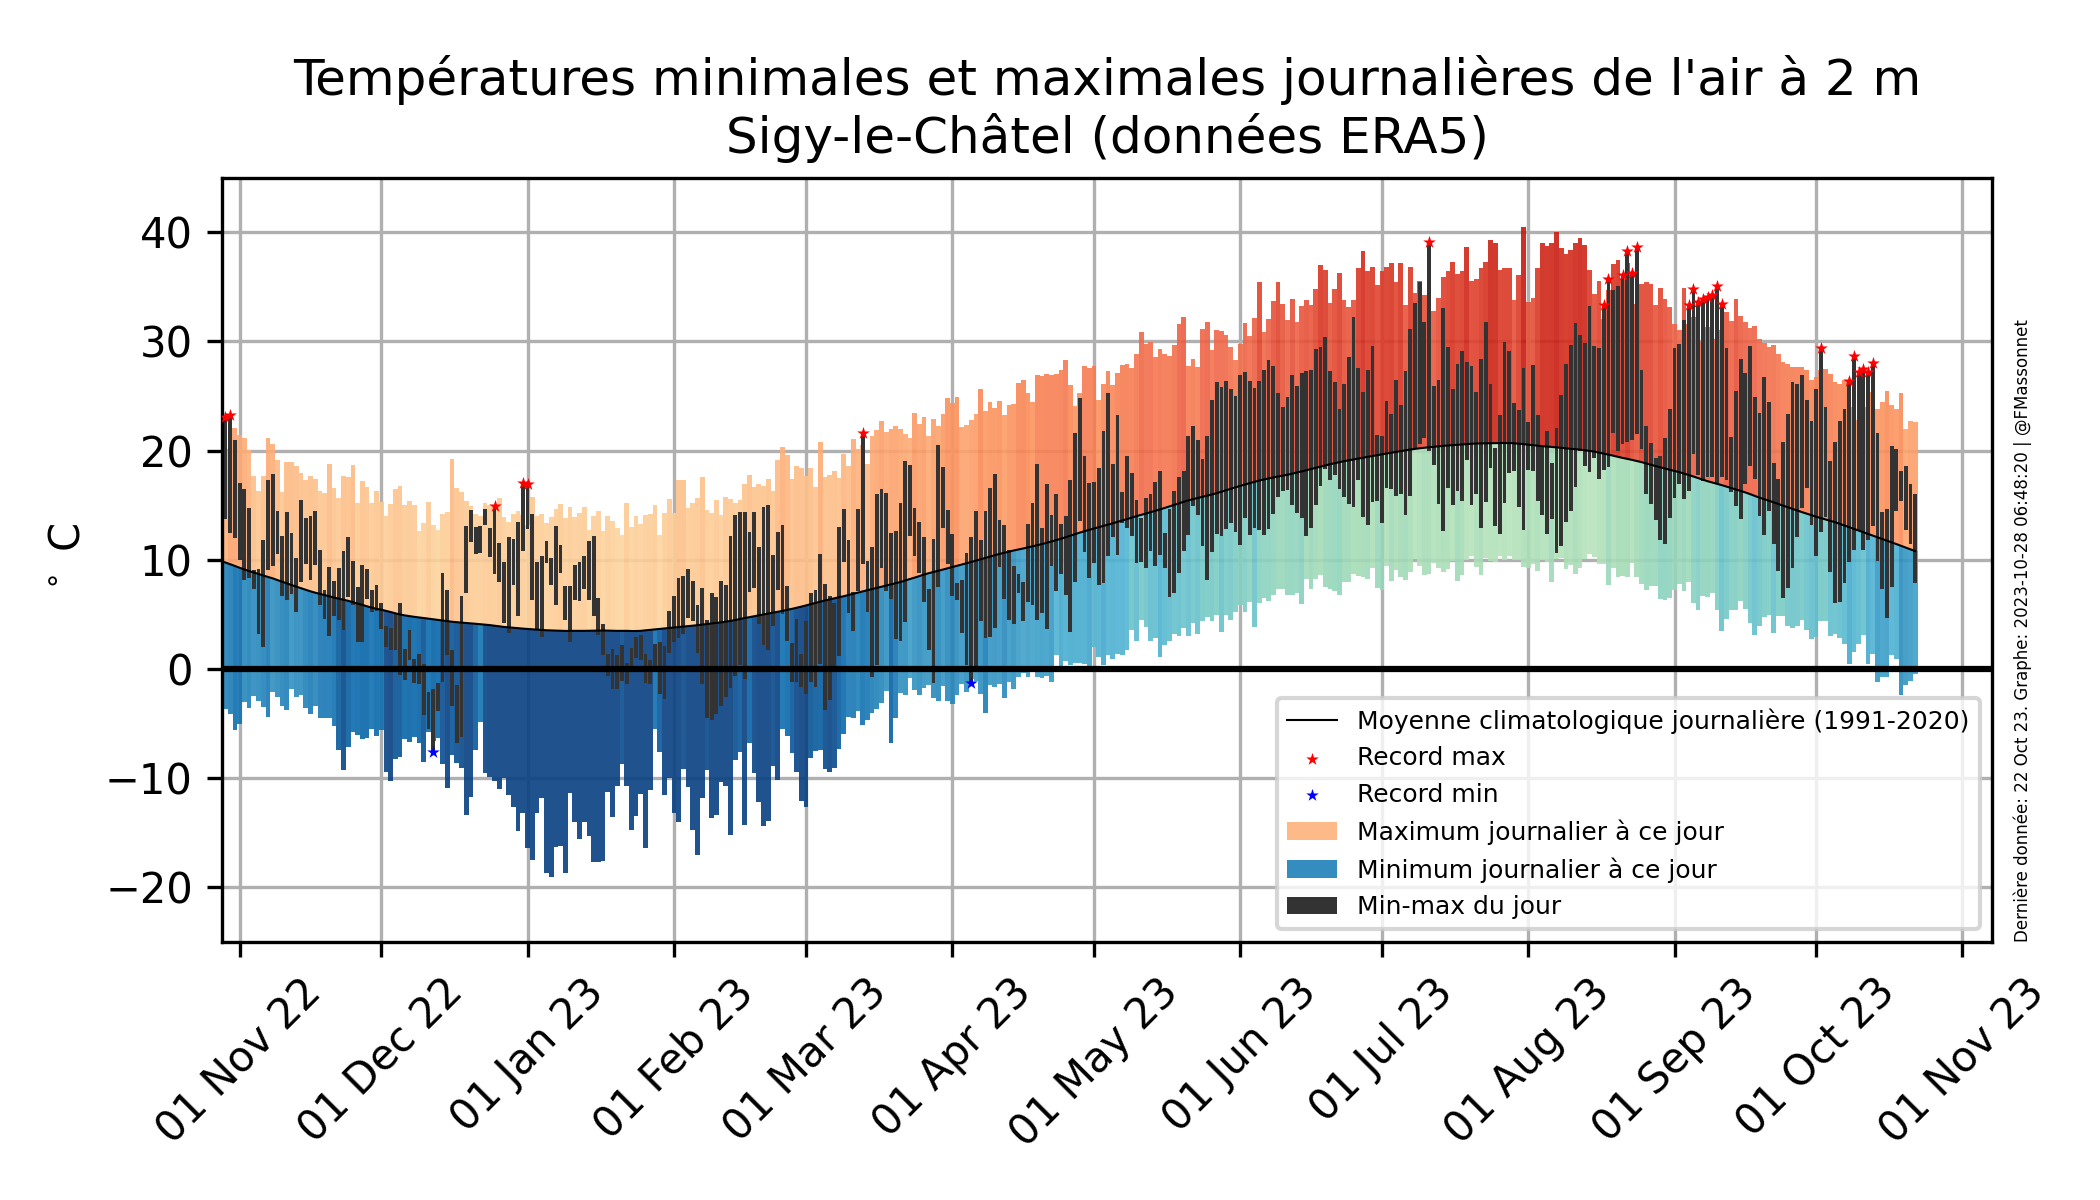 Températures minimales et maximales journalières de l'air à 2 m
Sigy-le-Châtel (données ERA5)
40
30
20
10
0
−10
−20
° C
01 Nov 22
01 Dec 22
01 Jan 23
01 Feb 23
01 Mar 23
01 Apr 23
01 May 23
01 Jun 23
01 Jul 23
01 Aug 23
01 Sep 23
01 Oct 23
01 Nov 23
Moyenne climatologique journalière (1991-2020)
Record max
Record min
Maximum journalier à ce jour
Minimum journalier à ce jour
Min-max du jour
Dernière donnée: 22 Oct 23. Graphe: 2023-10-28 06:48:20 | @FMassonnet